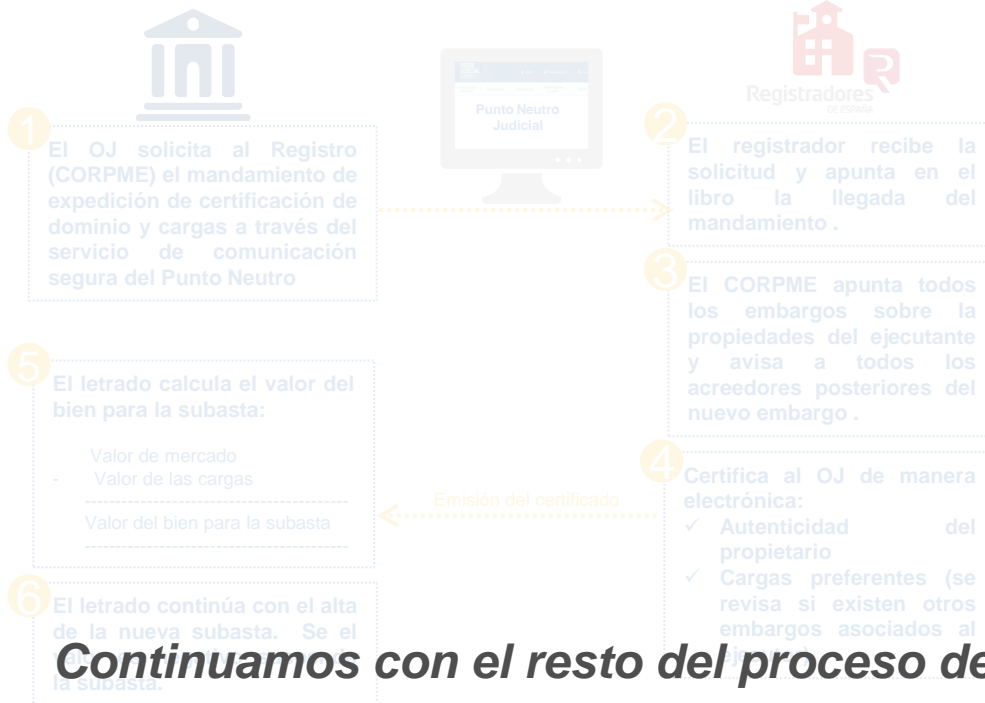 Punto Neutro
Judicial
Registradores
DE ESPAÑA
1
El OJ solicita al Registro
(CORPME) el mandamiento de
expedición de certificación de
dominio y cargas a través del
servicio de comunicación
segura del Punto Neutro
2
El registrador recibe la
solicitud y apunta en el
libro la llegada del
mandamiento .
3
El CORPME apunta todos
los embargos sobre la
propiedades del ejecutante
y avisa a todos los
acreedores posteriores del
nuevo embargo .
4
Certifica al OJ de manera
electrónica:
✓ Autenticidad del
propietario
✓ Cargas preferentes (se
revisa si existen otros
embargos asociados al
Emisión del certificado
5
El letrado calcula el valor del
bien para la subasta:
Valor de mercado
- Valor de las cargas
Valor del bien para la subasta
6
El letrado continúa con el alta
de la nueva subasta. Se el
la subasta.
Continuamos con el resto del proceso de